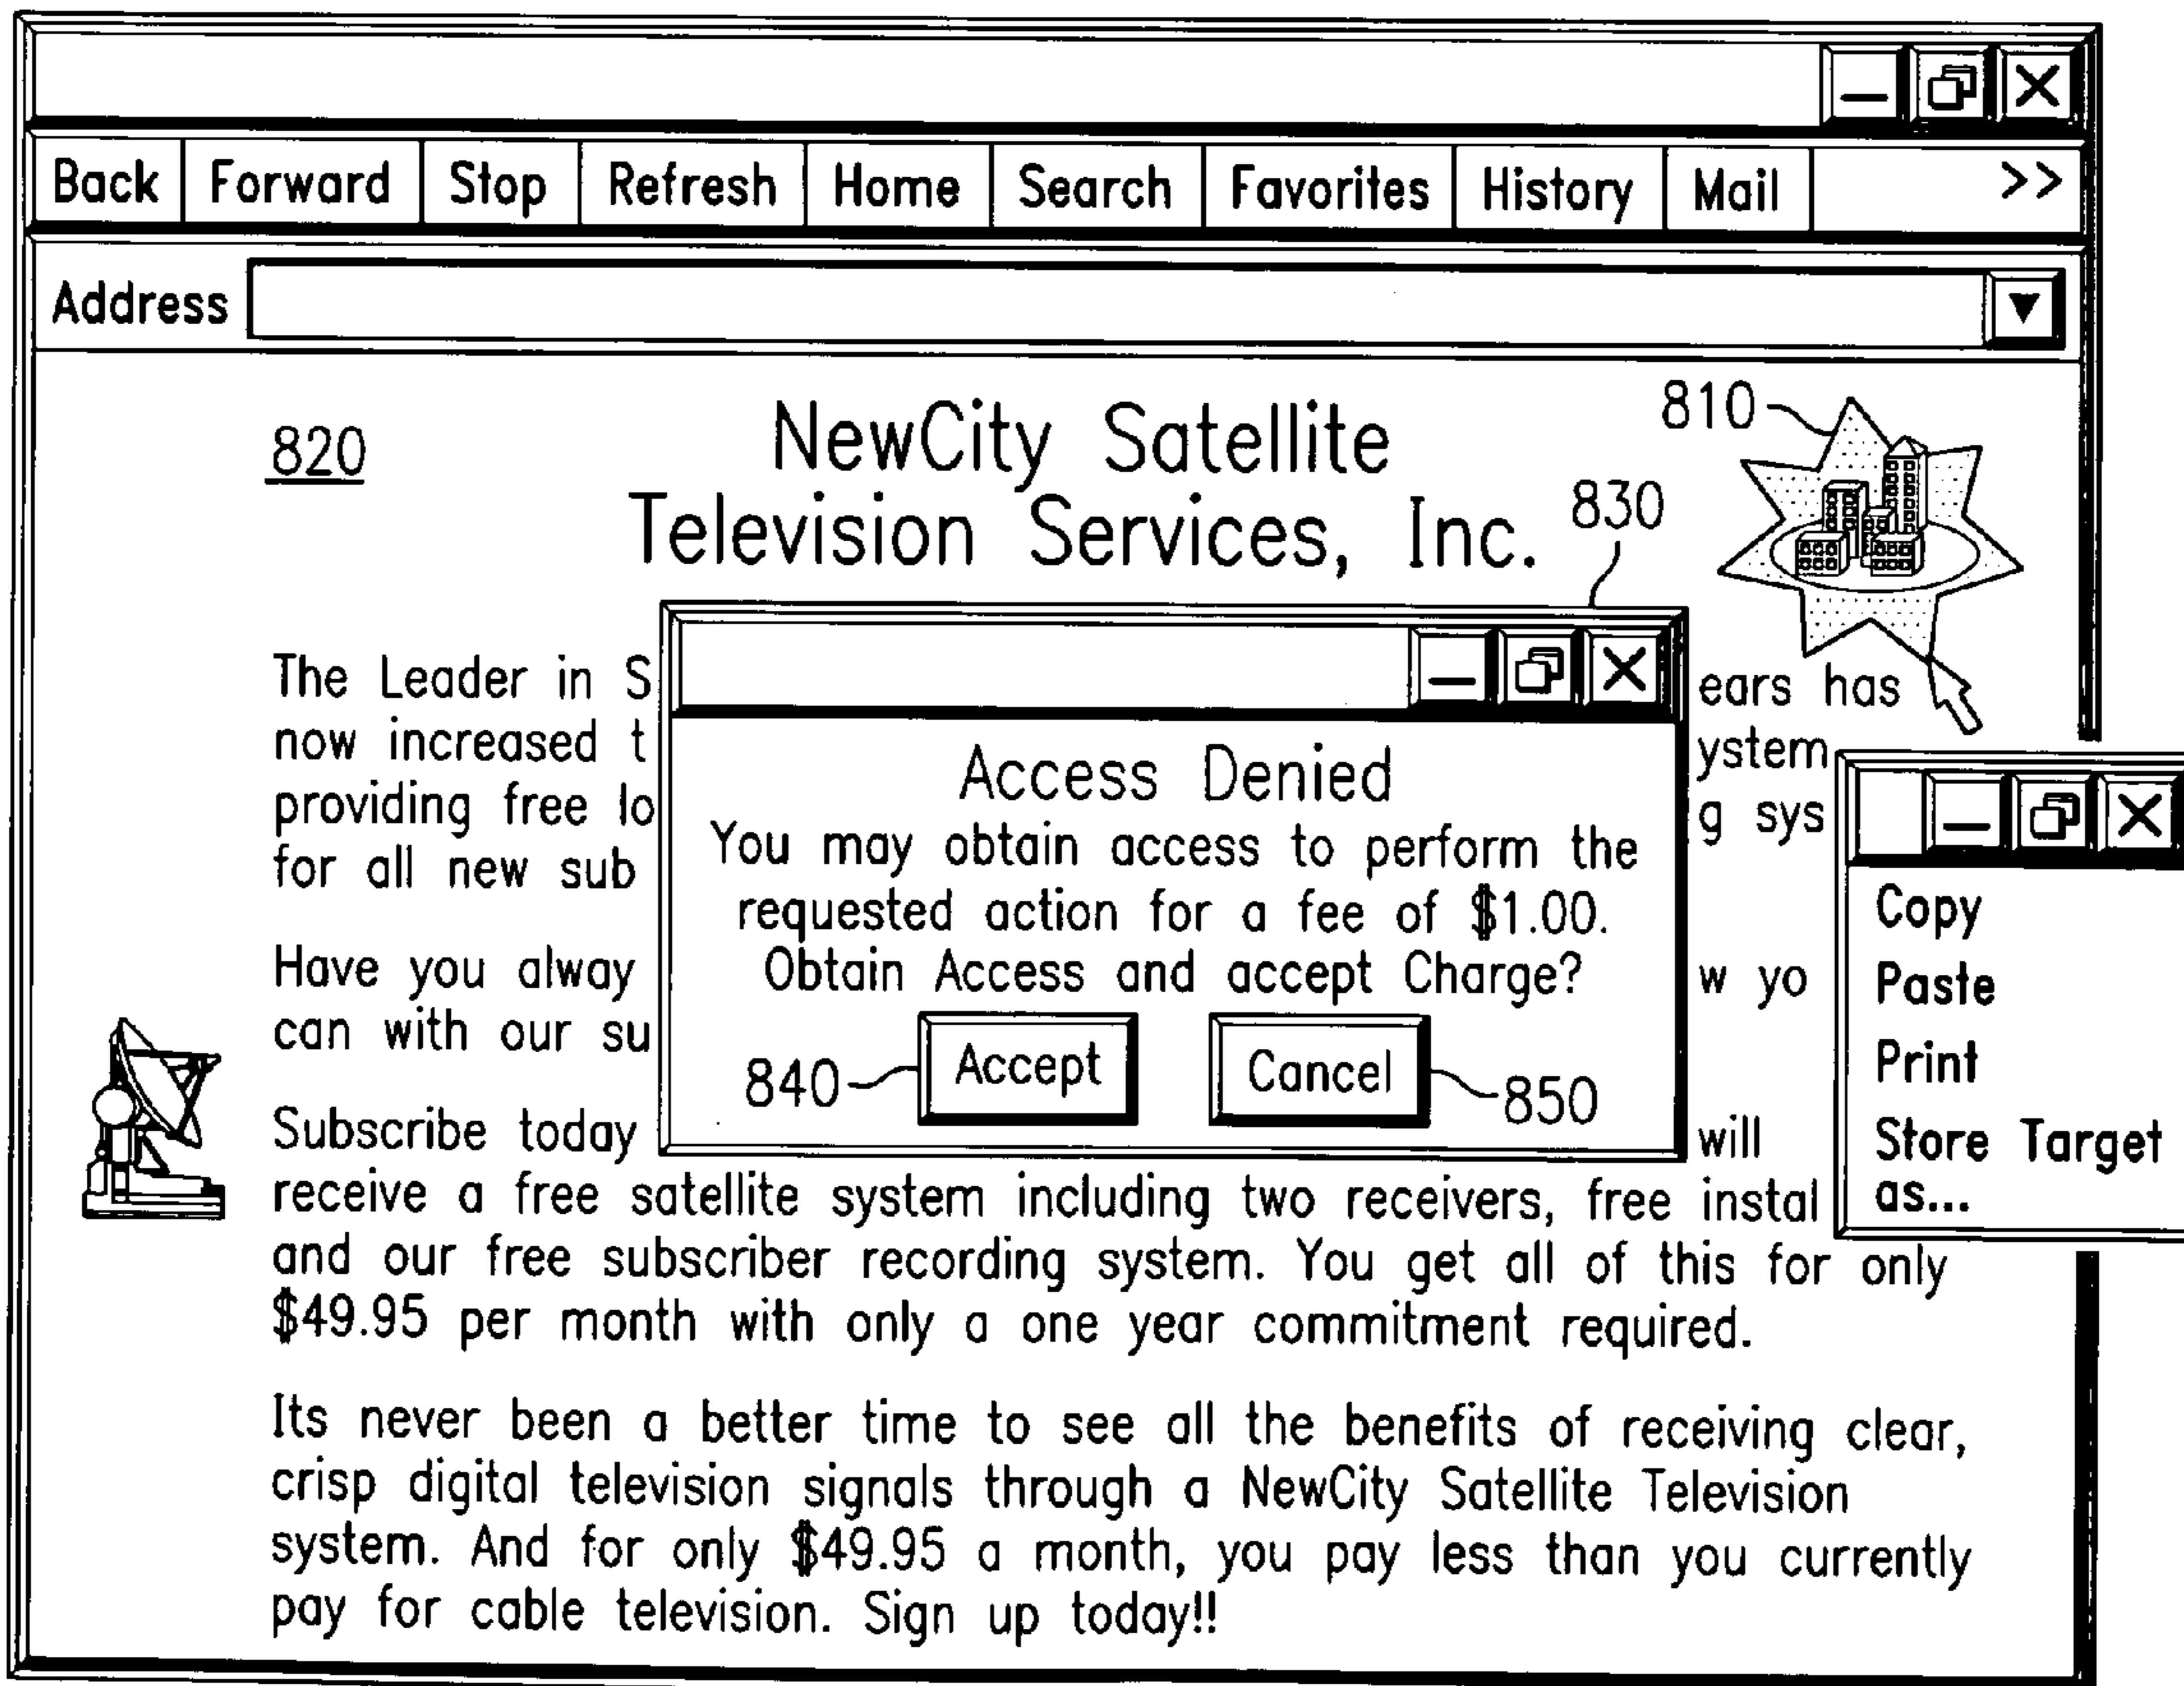 Back Forward Stop Refresh Home Search Favorites History Mail >>
Address
820
NewCity Satellite
Television Services, Inc.
810
830
The Leader in S
now increased t
providing free lo
for all new sub
ears has
ystem
g sys
Have you alway
can with our su
w yo
Subscribe today
will
receive a free satellite system including two receivers, free instal
and our free subscriber recording system. You get all of this for only
$49.95 per month with only a one year commitment required.
Its never been a better time to see all the benefits of receiving clear,
crisp digital television signals through a NewCity Satellite Television
system. And for only $49.95 a month, you pay less than you currently
pay for cable television. Sign up today!!
Access Denied
You may obtain access to perform the
requested action for a fee of $1.00.
Obtain Access and accept Charge?
840
Accept
Cancel
850
Copy
Paste
Print
Store Target
as...